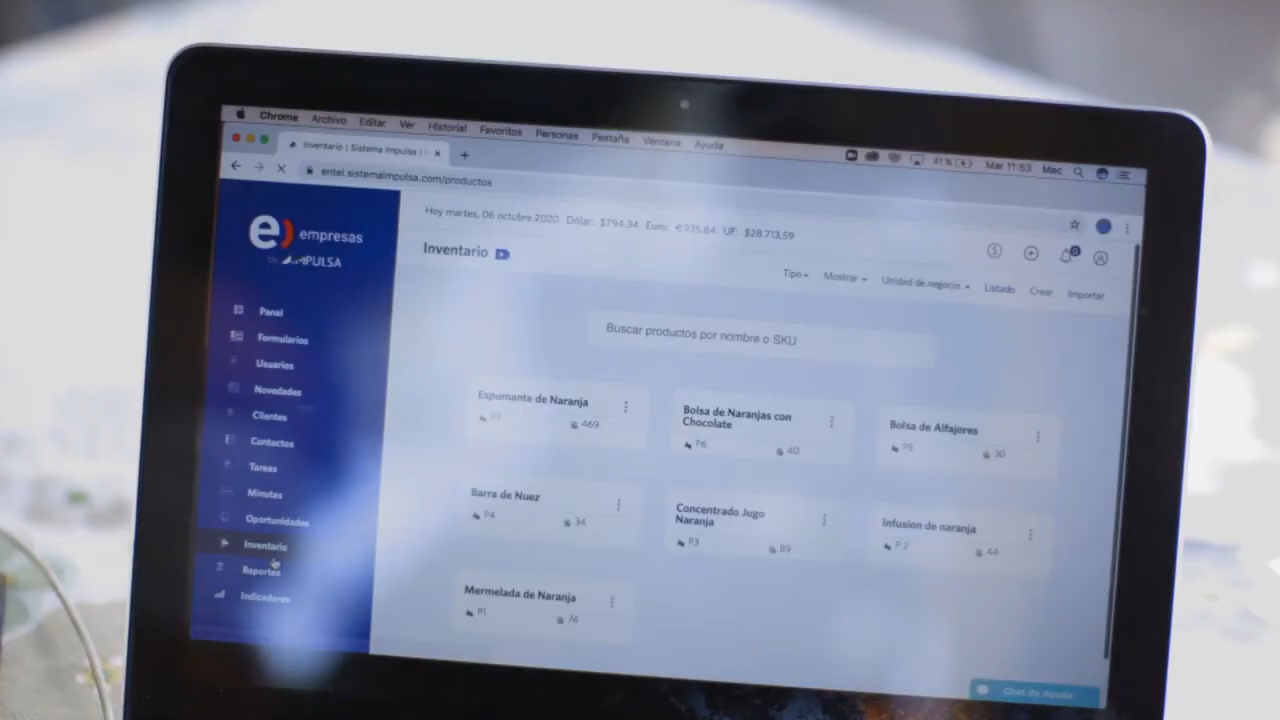 Chrome Archivo Editar Ver Historial Favoritos Personas Pestaña Ventana Ayuda
41% Mar 11:53 Mac
Inventario | Sistema Impulsa |
entel.sistemaimpulsa.com/productos
Hoy martes, 06 octubre 2020 Dólar: $794.34 Euro: €935.84 UF: $28.713,59
e) empresas
IMPULSA
Inventario
Tipo Mostrar Unidad de negocio Listado Crear Importar
Buscar productos por nombre o SKU
Panel
Formularios
Usuarios
Novedades
Clientes
Contactos
Tareas
Minutas
Oportunidades
Inventario
Reportes
Indicadores
Espumante de Naranja
P7 469
Bolsa de Naranjas con
Chocolate
P6 40
Bolsa de Alfajores
P5 30
Barra de Nuez
P4 34
Concentrado Jugo
Naranja
P3 89
Infusion de naranja
P 2 44
Mermelada de Naranja
P1 74
Chat de Ayuda